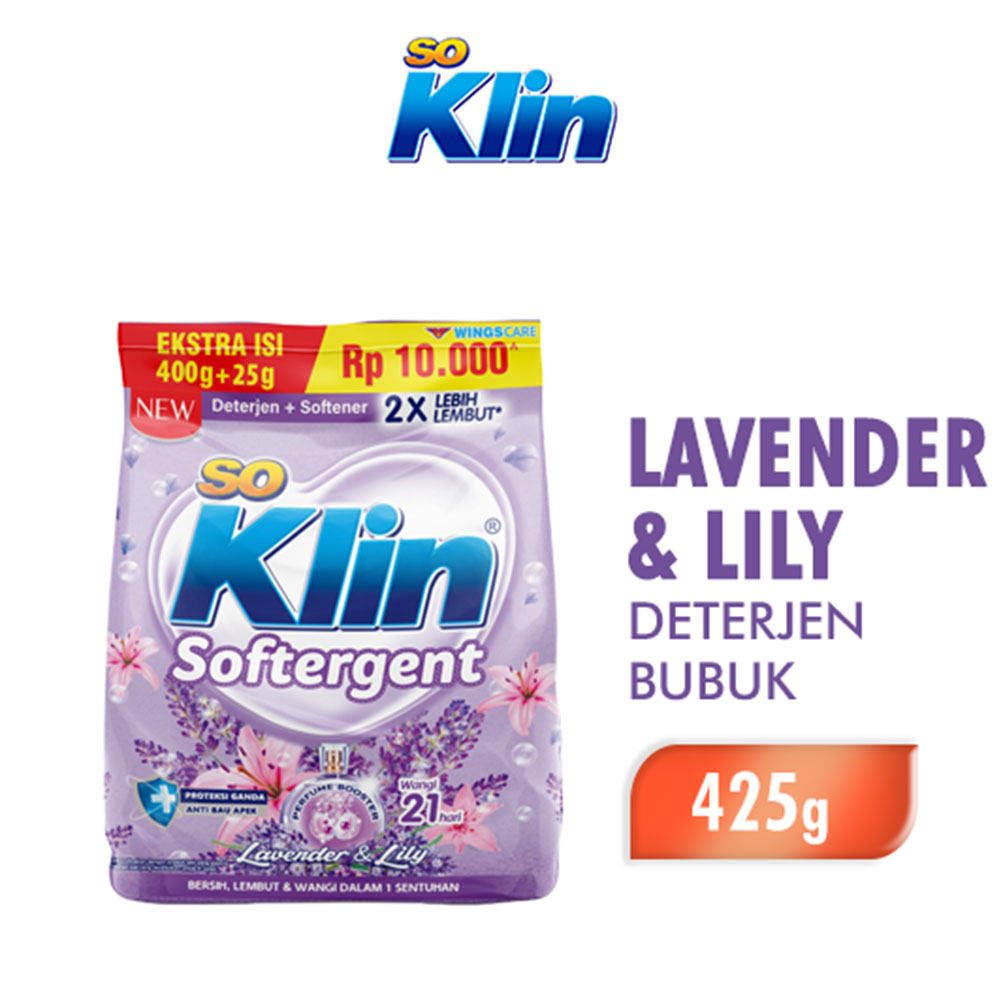 SO
Klin
EKSTRA ISI
400g+25g
WINGSCARE
Rp 10.000^
NEW
Deterjen + Softener
2X LEBIH
LEMBUT*
SO
Klin®
Softergent
PROTEKSI GANDA
ANTI BAU APEK
PERFUME BOOSTER
Wangi
21 hari
Lavender & Lily
BERSIH, LEMBUT & WANGI DALAM 1 SENTUHAN
LAVENDER
& LILY
DETERJEN
BUBUK
425g